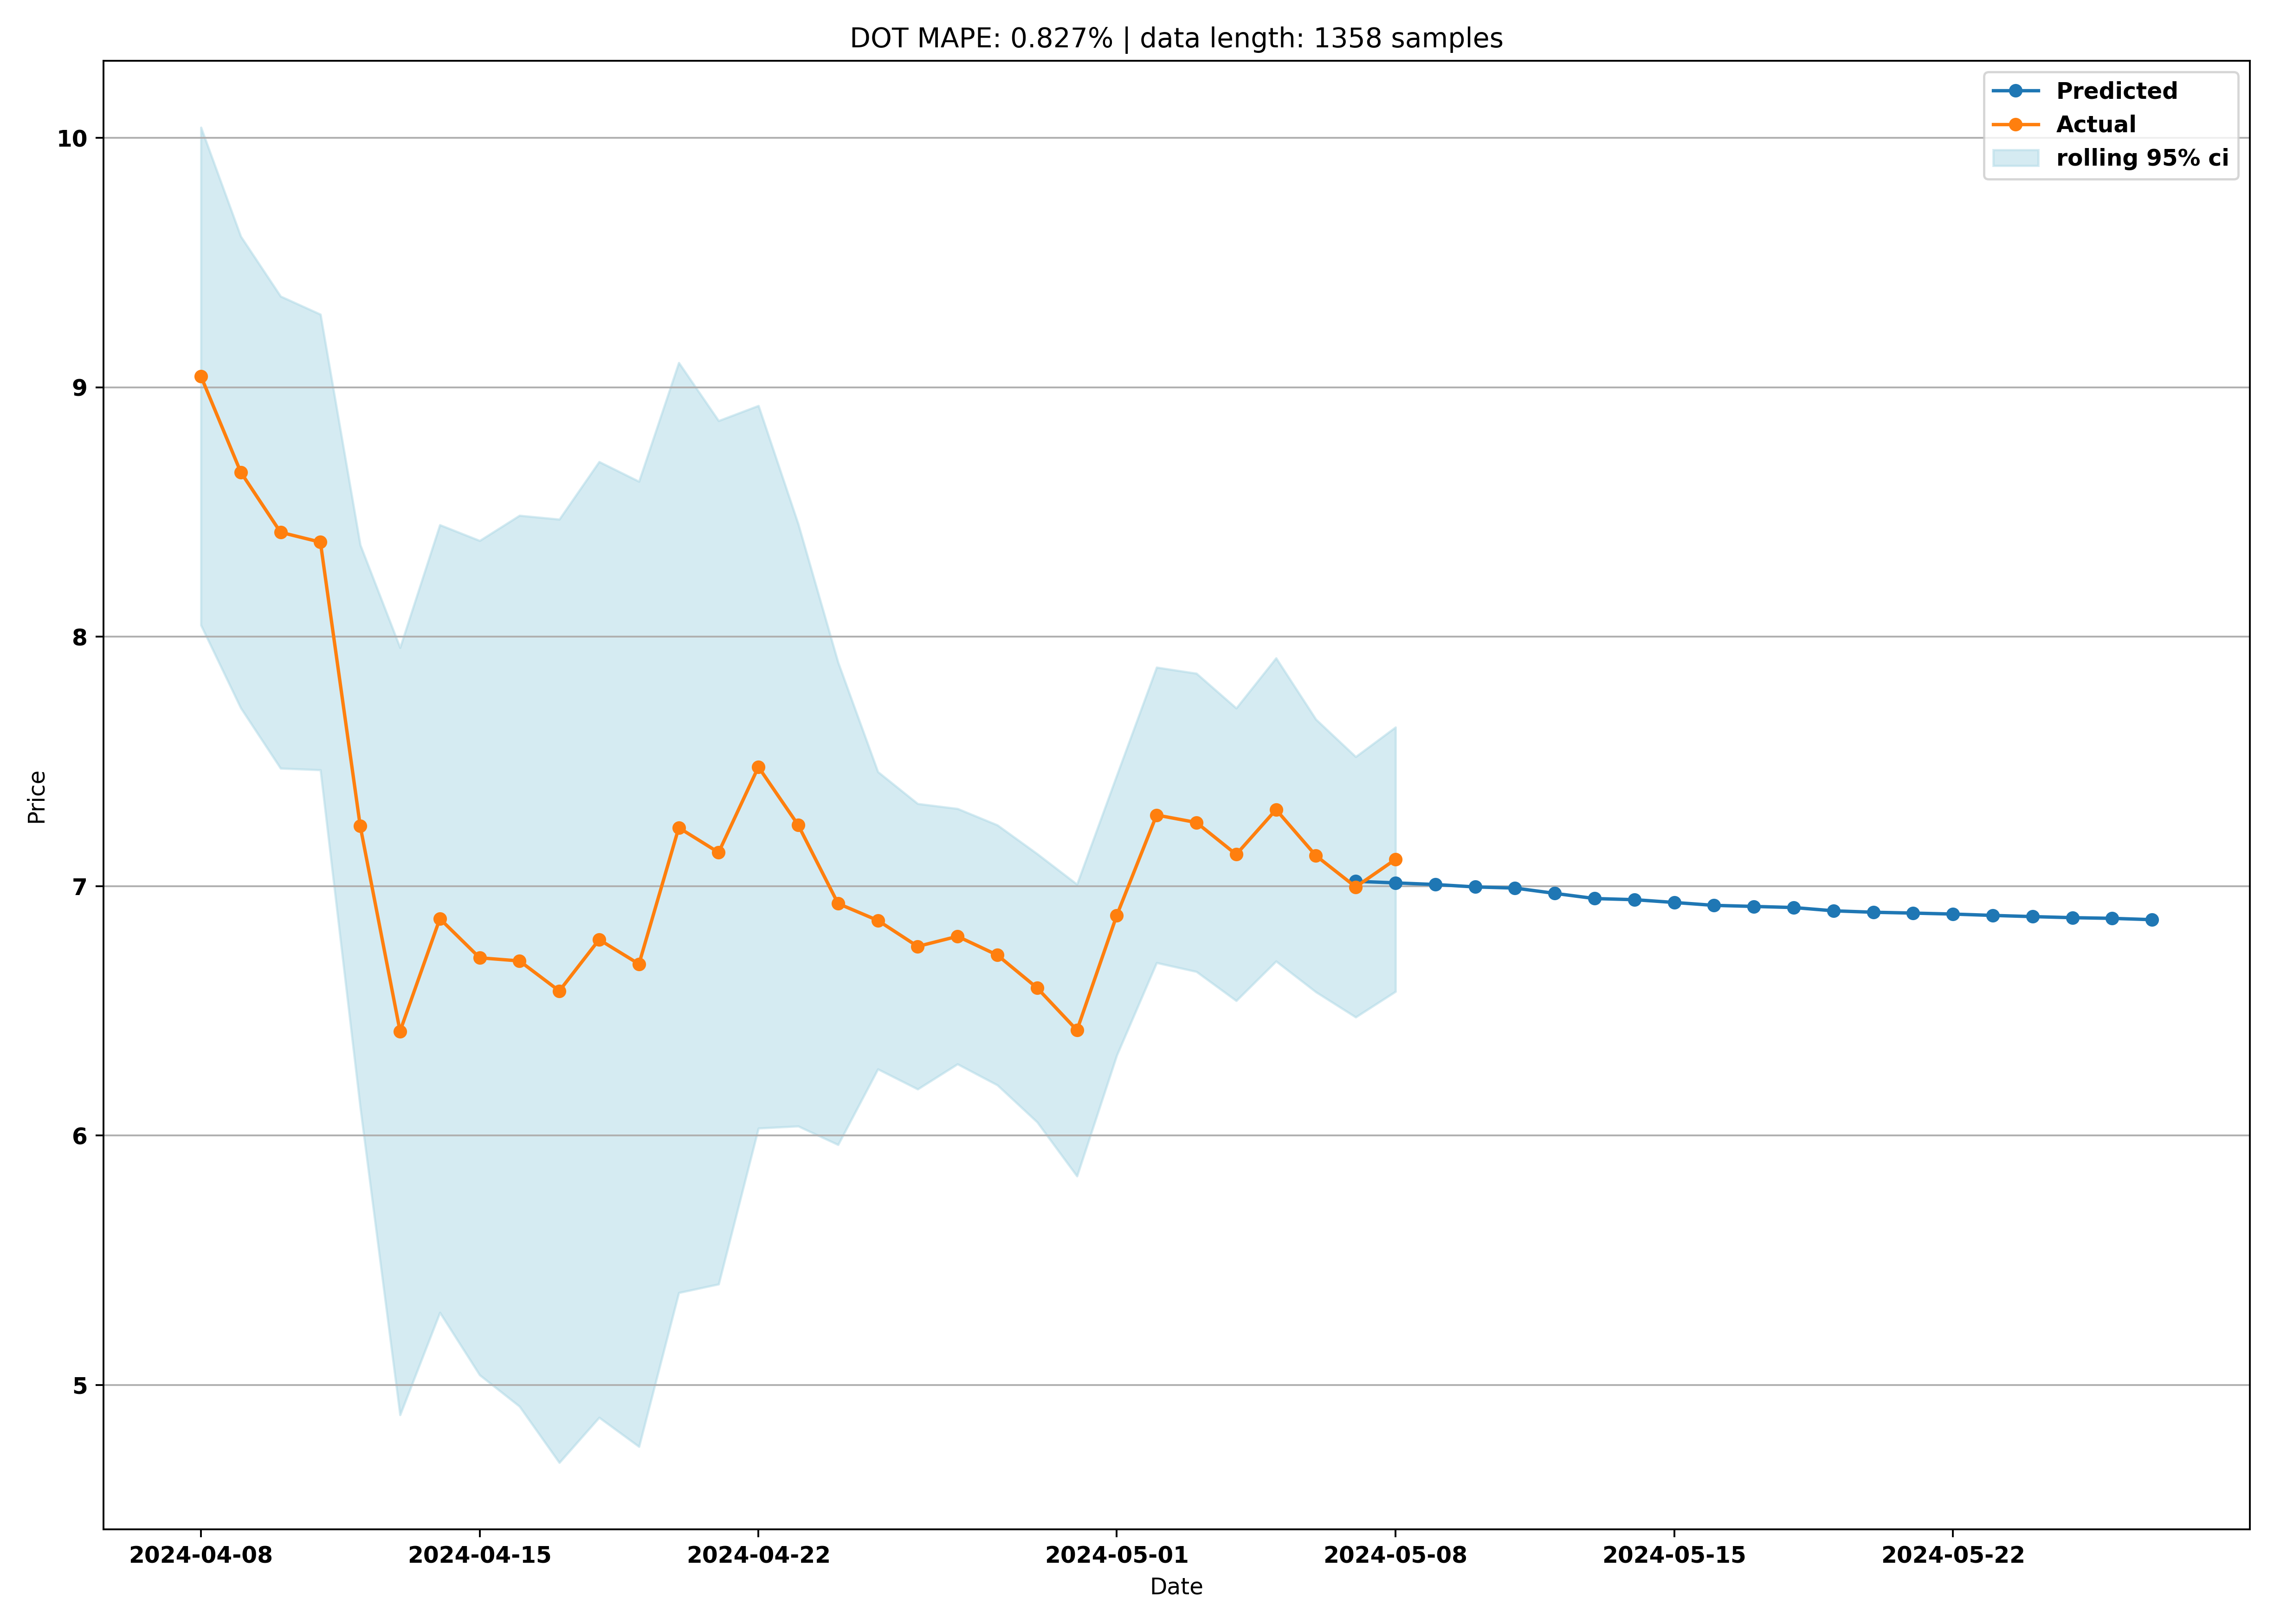 DOT MAPE: 0.827% | data length: 1358 samples
Predicted
Actual
rolling 95% ci
10
9
8
7
6
5
Price
2024-04-08
2024-04-15
2024-04-22
2024-05-01
2024-05-08
2024-05-15
2024-05-22
Date